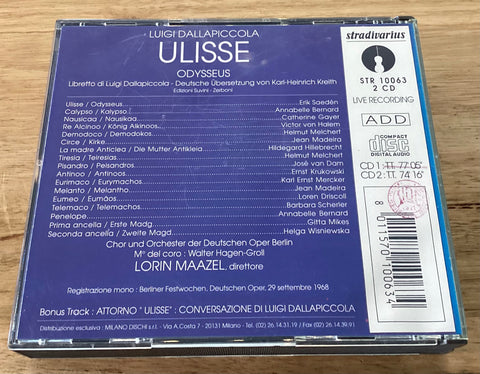 LUIGI DALLAPICCOLA
ULISSE
ODYSSEUS
Libretto di Luigi Dallapiccola - Deutsche Übersetzung von Karl-Heinrich Kreith
Edizioni Suvini - Zerboni
Ulisse / Odysseus Erik Saedén
Calypso / Kalypso Annabelle Bernard
Nausicaa / Nausikaa Catherine Gayer
Re Alcinoo / König Alkinoos Victor von Halem
Demodoco / Demodokos Helmut Melchert
Circe / Kirke Jean Madeira
La madre Anticlea / Die Mutter Antikleia Hildegard Hillebrecht
Tiresia / Teiresias Helmut Melchert
Pisandro / Peisandros José van Dam
Antinoo / Antinoos Ernst Krukowski
Eurimaco / Eurymachos Karl Ernst Mercker
Melanto / Melantho Jean Madeira
Eumeo / Eumäos Loren Driscoll
Telemaco / Telemachos Barbara Scherler
Penelope Annabelle Bernard
Prima ancella / Erste Madg Gitta Mikes
Seconda ancella / Zweite Magd Helga Wisniewska
Chor und Orchester der Deutschen Oper Berlin
Mº del coro : Walter Hagen-Groll
LORIN MAAZEL, direttore
Registrazione mono : Berliner Festwochen, Deutschen Oper, 29 settembre 1968
Bonus Track : ATTORNO " ULISSE" : CONVERSAZIONE DI LUIGI DALLAPICCOLA
Distribuzione esclusiva : MILANO DISCHI s.r.l. - Via A.Costa 7 - 20131 Milano - Tel. (02) 26.14.31.19 / Fax (02) 26.14.39.91
stradivarius
STR 10063
2 CD
LIVE RECORDING
ADD
COMPACT
disc
DIGITAL AUDIO
CD 1 : TT. 77'05"
CD 2 : TT. 74'16"
8 011570 100634